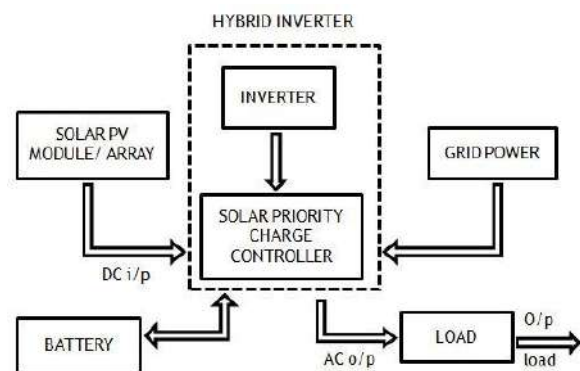 HYBRID INVERTER
INVERTER
SOLAR PV
MODULE/ ARRAY
GRID POWER
SOLAR PRIORITY
CHARGE
CONTROLLER
DC i/p
BATTERY
AC o/p
LOAD
O/p
load